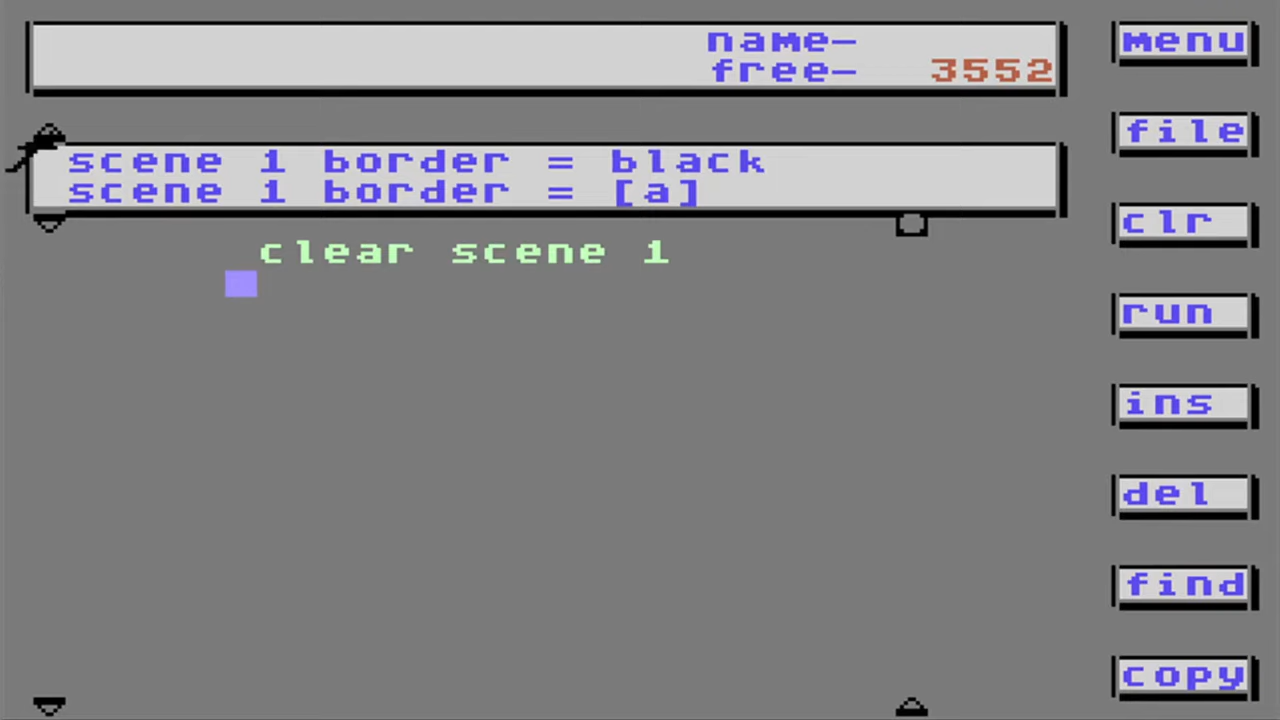 name-
free- 3552
scene 1 border = black
scene 1 border = [a]
clear scene 1
menu
file
clr
run
ins
del
find
copy